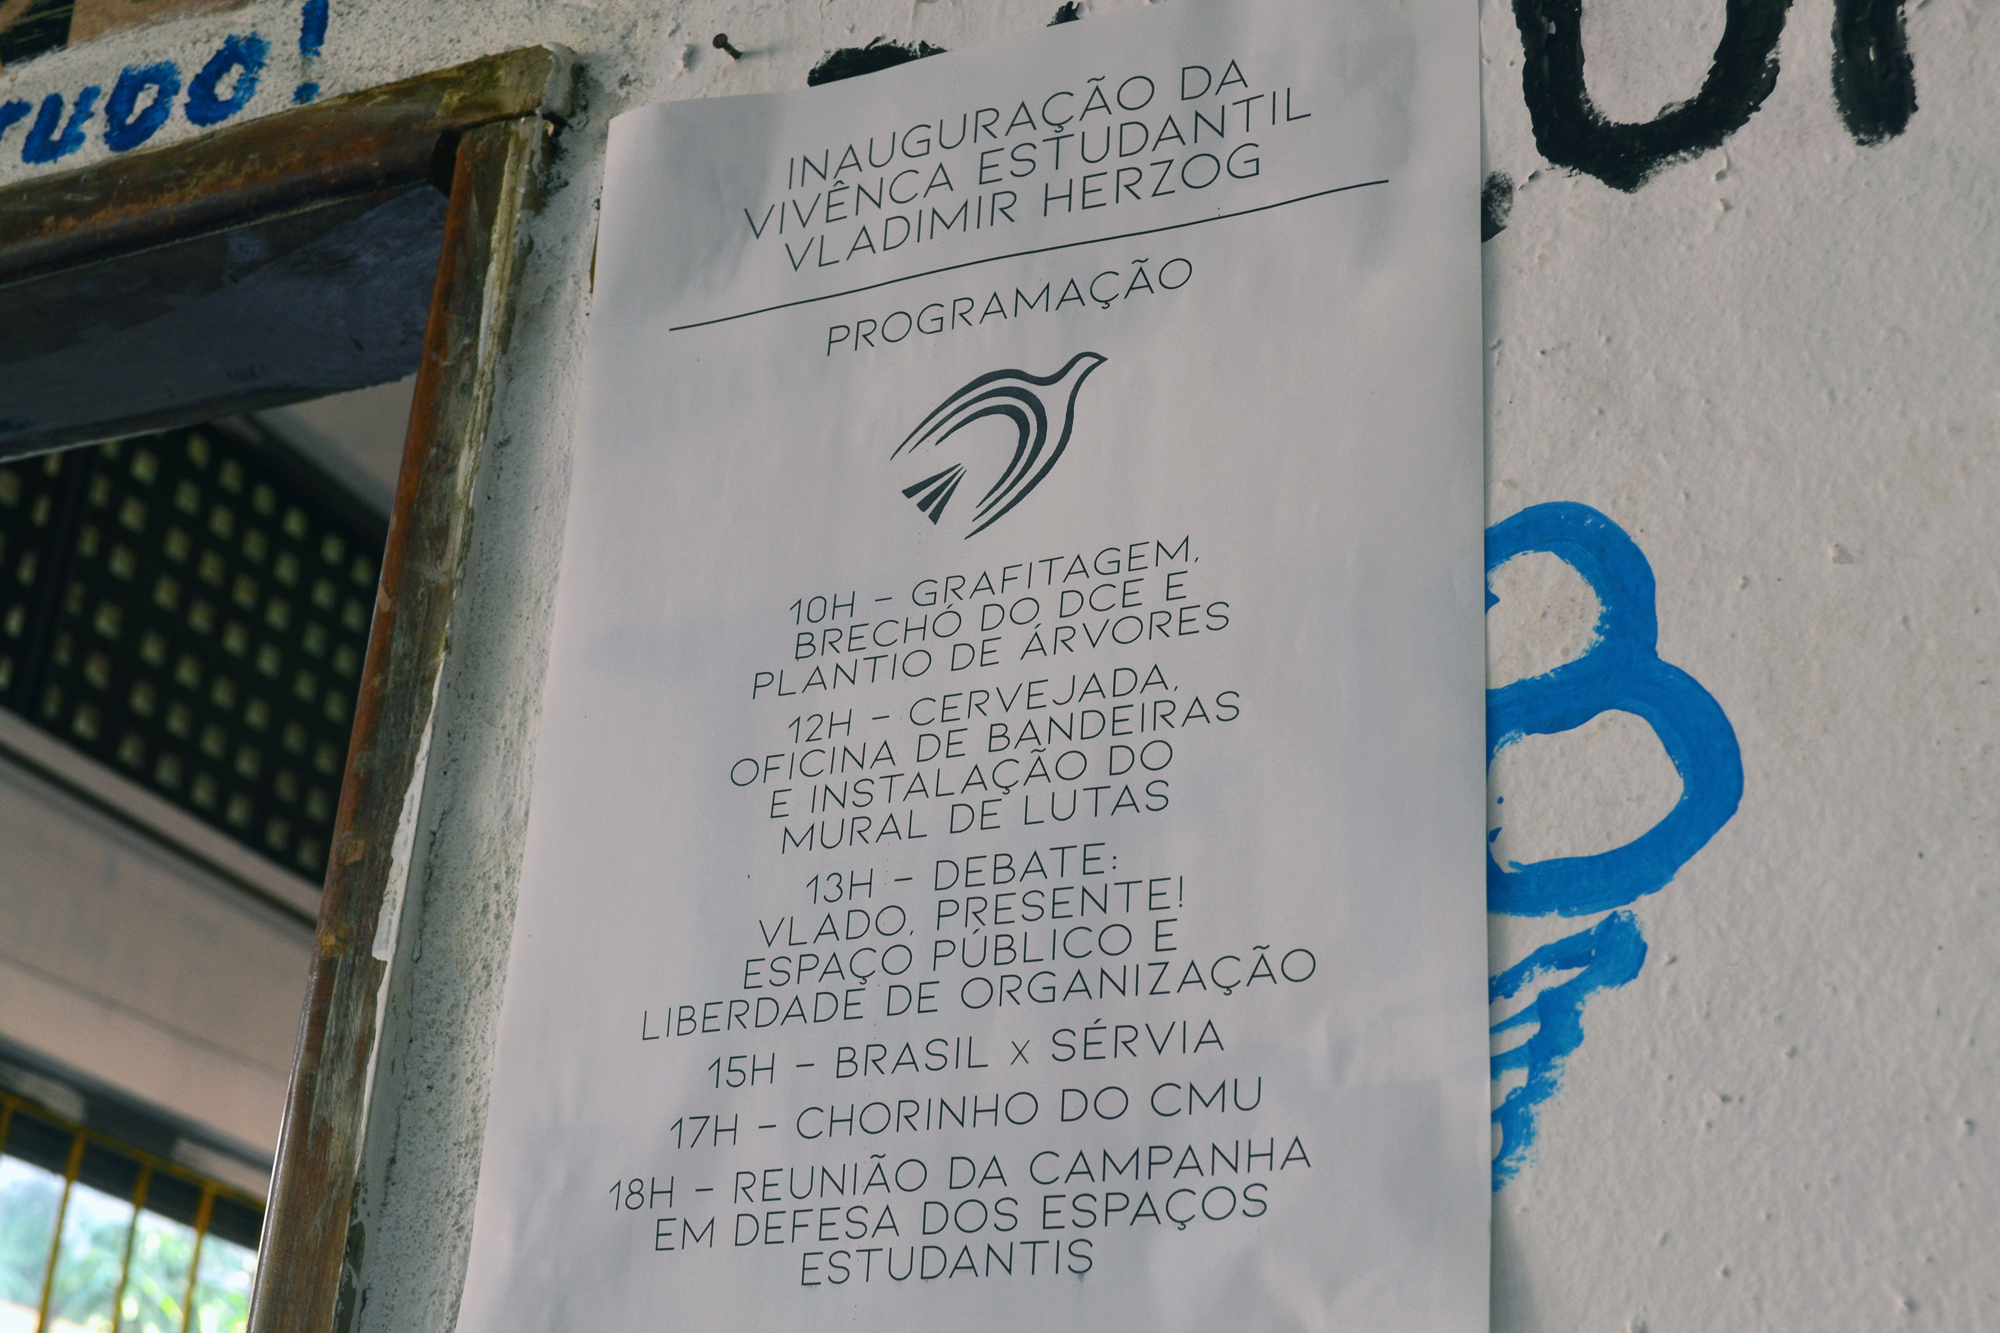 TUDO!
INAUGURAÇÃO DA
VIVÊNCA ESTUDANTIL
VLADIMIR HERZOG
PROGRAMAÇÃO
10H – GRAFITAGEM,
BRECHÓ DO DCE E
PLANTIO DE ÁRVORES
12H – CERVEJADA,
OFICINA DE BANDEIRAS
E INSTALAÇÃO DO
MURAL DE LUTAS
13H – DEBATE:
VLADO, PRESENTE!
ESPAÇO PÚBLICO E
LIBERDADE DE ORGANIZAÇÃO
15H – BRASIL x SÉRVIA
17H – CHORINHO DO CMU
18H – REUNIÃO DA CAMPANHA
EM DEFESA DOS ESPAÇOS
ESTUDANTIS